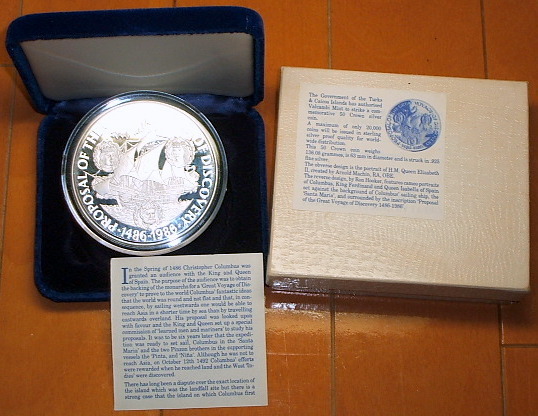 PROPOSAL OF TH
OF DISCOVERY
·1486-1986·
The Government of the Turks
& Caicos Islands has authorised
Valcambi Mint to strike a com-
memorative 50 Crown silver
coin.
A maximum of only 20,000
coins will be issued in sterling
silver proof quality for world-
wide distribution.
This 50 Crown coin weighs
136.08 grammes, is 63 mm in diameter and is struck in .925
fine silver.
The obverse design is the portrait of H.M. Queen Elizabeth
II, created by Arnold Machin, RA, OBE.
The reverse design, by Ron Hooker, features cameo portraits
of Columbus, King Ferdinand and Queen Isabella of Spain
set against the background of Columbus' sailing ship, the
'Santa Maria', and surrounded by the inscription 'Proposal
of the Great Voyage of Discovery 1486-1986'
In the Spring of 1486 Christopher Columbus was
granted an audience with the King and Queen
of Spain. The purpose of the audience was to obtain
the backing of the monarchs for a 'Great Voyage of Dis-
covery' to prove to the world Columbus' fantastic ideas
that the world was round and not flat and that, in con-
sequence, by sailing westwards one would be able to
reach Asia in a shorter time by sea than by travelling
eastwards overland. His proposal was looked upon
with favour and the King and Queen set up a special
commission of 'learned men and mariners' to study his
proposals. It was to be six years later that the expedi-
tion was ready to set sail, Columbus in the 'Santa
Maria' and the two Pinzon brothers in the supporting
vessels the 'Pinta', and 'Niña'. Although he was not to
reach Asia, on October 12th 1492 Columbus' efforts
were rewarded when he reached land and the West 'In-
dies' were discovered.
There has long been a dispute over the exact location of
the island which was the landfall site but there is a
strong case that the island on which Columbus first